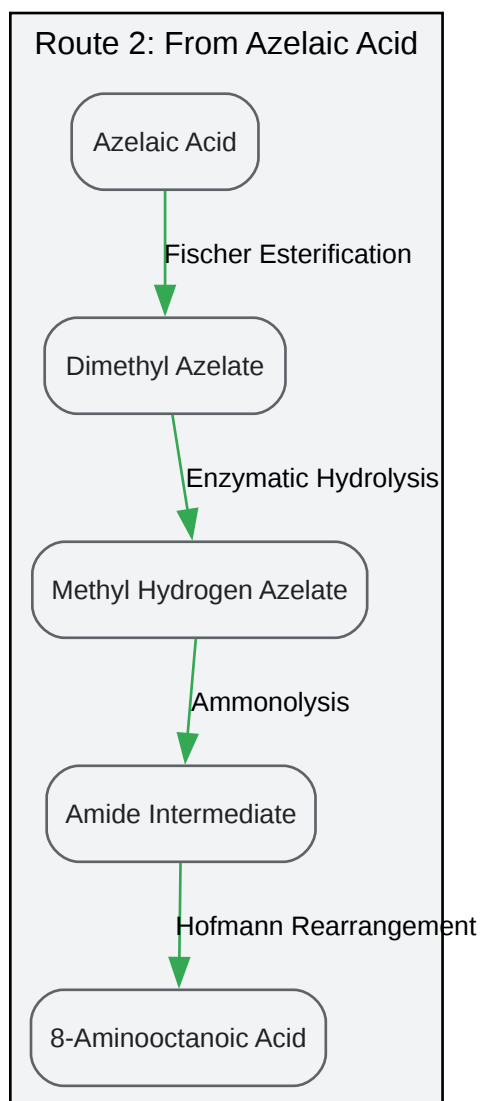 Route 2: From Azelaic Acid
Azelaic Acid
Fischer Esterification
Dimethyl Azelate
Enzymatic Hydrolysis
Methyl Hydrogen Azelate
Ammonolysis
Amide Intermediate
Hofmann Rearrangement
8-Aminooctanoic Acid